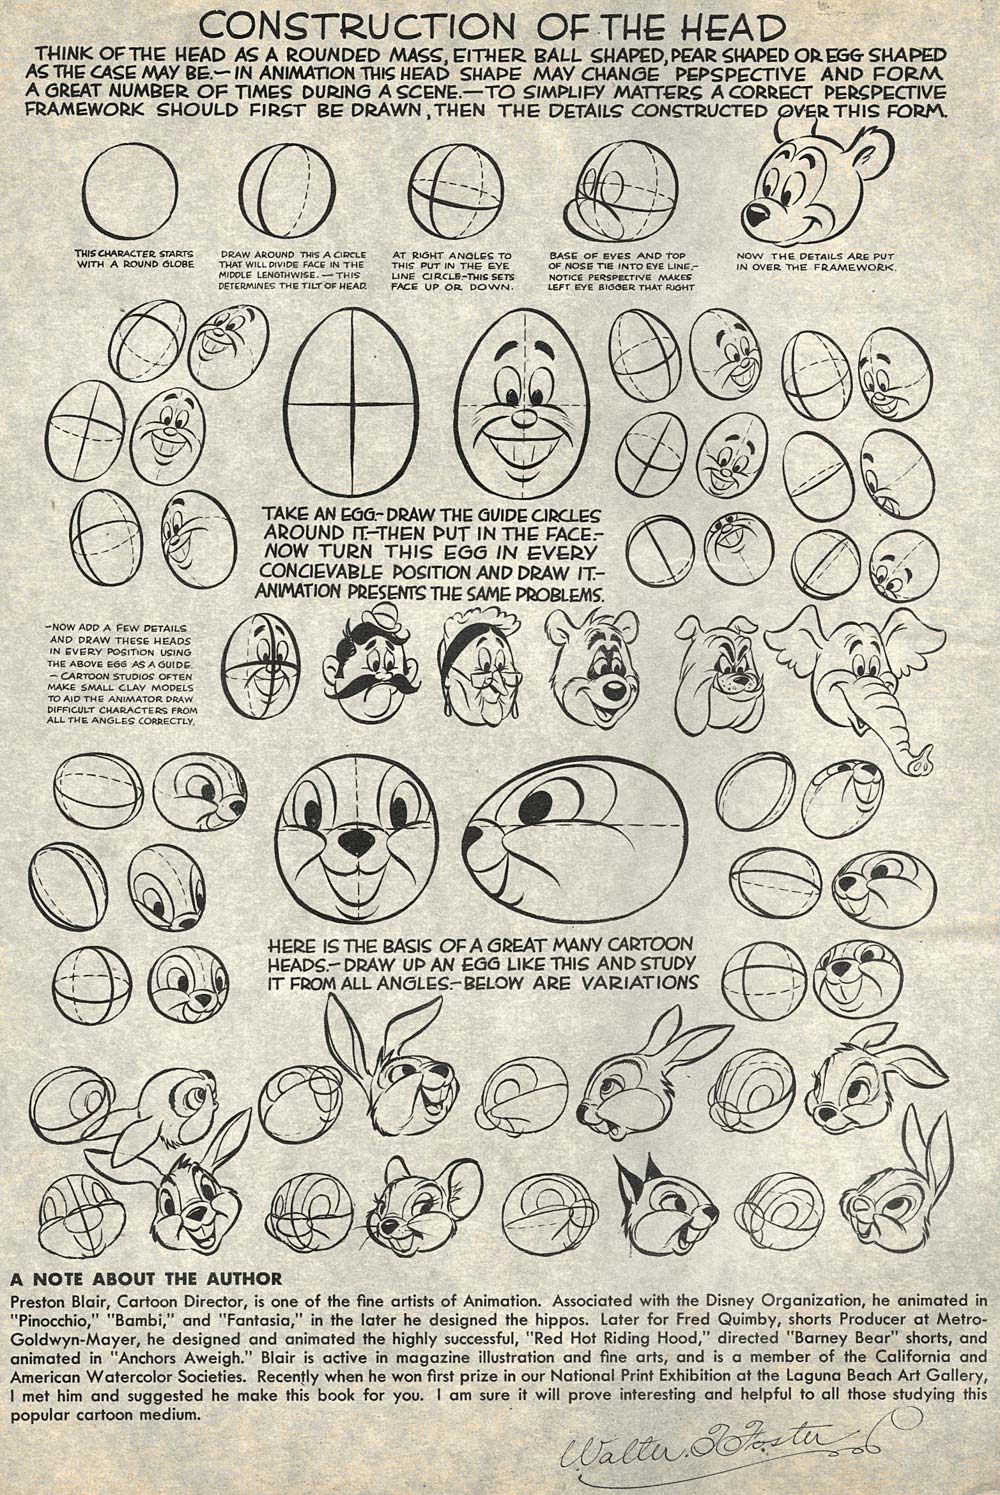 CONSTRUCTION OF THE HEAD
THINK OF THE HEAD AS A ROUNDED MASS, EITHER BALL SHAPED, PEAR SHAPED OR EGG SHAPED
AS THE CASE MAY BE.— IN ANIMATION THIS HEAD SHAPE MAY CHANGE PEPSPECTIVE AND FORM
A GREAT NUMBER OF TIMES DURING A SCENE.—TO SIMPLIFY MATTERS A CORRECT PERSPECTIVE
FRAMEWORK SHOULD FIRST BE DRAWN, THEN THE DETAILS CONSTRUCTED OVER THIS FORM.
THIS CHARACTER STARTS
WITH A ROUND GLOBE
DRAW AROUND THIS A CIRCLE
THAT WILL DIVIDE FACE IN THE
MIDDLE LENGTHWISE. — THIS
DETERMINES THE TILT OF HEAD.
AT RIGHT ANGLES TO
THIS PUT IN THE EYE
LINE CIRCLE-THIS SETS
FACE UP OR DOWN.
BASE OF EYES AND TOP
OF NOSE TIE INTO EYE LINE,-
NOTICE PERSPECTIVE MAKES
LEFT EYE BIGGER THAT RIGHT
NOW THE DETAILS ARE PUT
IN OVER THE FRAMEWORK.
TAKE AN EGG.-DRAW THE GUIDE CIRCLES
AROUND IT.-THEN PUT IN THE FACE.-
NOW TURN THIS EGG IN EVERY
CONCIEVABLE POSITION AND DRAW IT.-
ANIMATION PRESENTS THE SAME PROBLEMS.
-NOW ADD A FEW DETAILS
AND DRAW THESE HEADS
IN EVERY POSITION USING
THE ABOVE EGG AS A GUIDE.
- CARTOON STUDIOS OFTEN
MAKE SMALL CLAY MODELS
TO AID THE ANIMATOR DRAW
DIFFICULT CHARACTERS FROM
ALL THE ANGLES CORRECTLY.
HERE IS THE BASIS OF A GREAT MANY CARTOON
HEADS.-DRAW UP AN EGG LIKE THIS AND STUDY
IT FROM ALL ANGLES.-BELOW ARE VARIATIONS
A NOTE ABOUT THE AUTHOR
Preston Blair, Cartoon Director, is one of the fine artists of Animation. Associated with the Disney Organization, he animated in
"Pinocchio," "Bambi," and "Fantasia," in the later he designed the hippos. Later for Fred Quimby, shorts Producer at Metro-
Goldwyn-Mayer, he designed and animated the highly successful, "Red Hot Riding Hood," directed "Barney Bear" shorts, and
animated in "Anchors Aweigh." Blair is active in magazine illustration and fine arts, and is a member of the California and
American Watercolor Societies. Recently when he won first prize in our National Print Exhibition at the Laguna Beach Art Gallery,
I met him and suggested he make this book for you. I am sure it will prove interesting and helpful to all those studying this
popular cartoon medium.
Walter T Foster